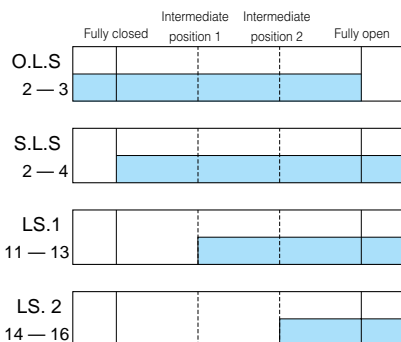 Intermediate Intermediate
Fully closed position 1 position 2 Fully open
O.L.S
2 — 3
S.L.S
2 — 4
LS.1
11 — 13
LS. 2
14 — 16